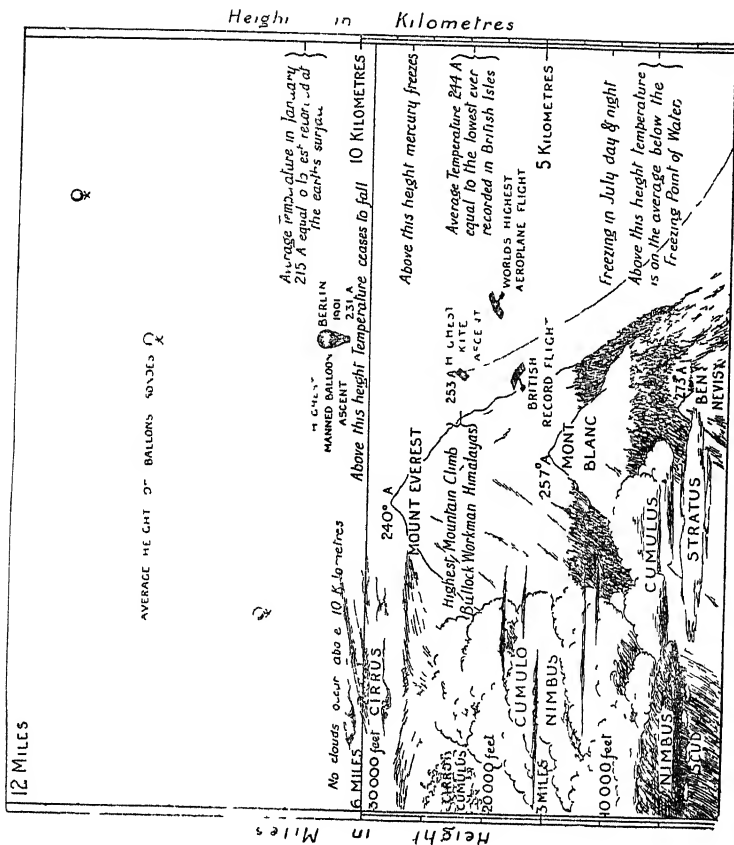 Height in Kilometres
12 MILES
AVERAGE HEIGHT OF BALLONS SONDES
Average Temperature in January
215 A equal to lowest recorded at
the earths surface
HIGHEST
MANNED BALLOON
ASCENT
BERLIN
1901
231 A
No clouds occur above 10 Kilometres
Above this height Temperature ceases to fall
10 KILOMETRES
6 MILES
30000 feet
CIRRUS
240° A
MOUNT EVEREST
Above this height mercury freezes
Highest Mountain Climb
Bullock Workman Himalayas
253 A HIGHEST
KITE
ASCENT
Average Temperature 244 A
equal to the lowest ever
recorded in British Isles
WORLDS HIGHEST
AEROPLANE FLIGHT
CIRRO
CUMULUS
20000 feet
CUMULO
NIMBUS
BRITISH
RECORD FLIGHT
3 MILES
5 KILOMETRES
257° A
MONT
BLANC
10000 feet
Freezing in July day & night
Above this height temperature
is on the average below the
Freezing Point of Water,
CUMULUS
273 A
BEN
NEVIS
STRATUS
NIMBUS
SCUD
Height in Miles